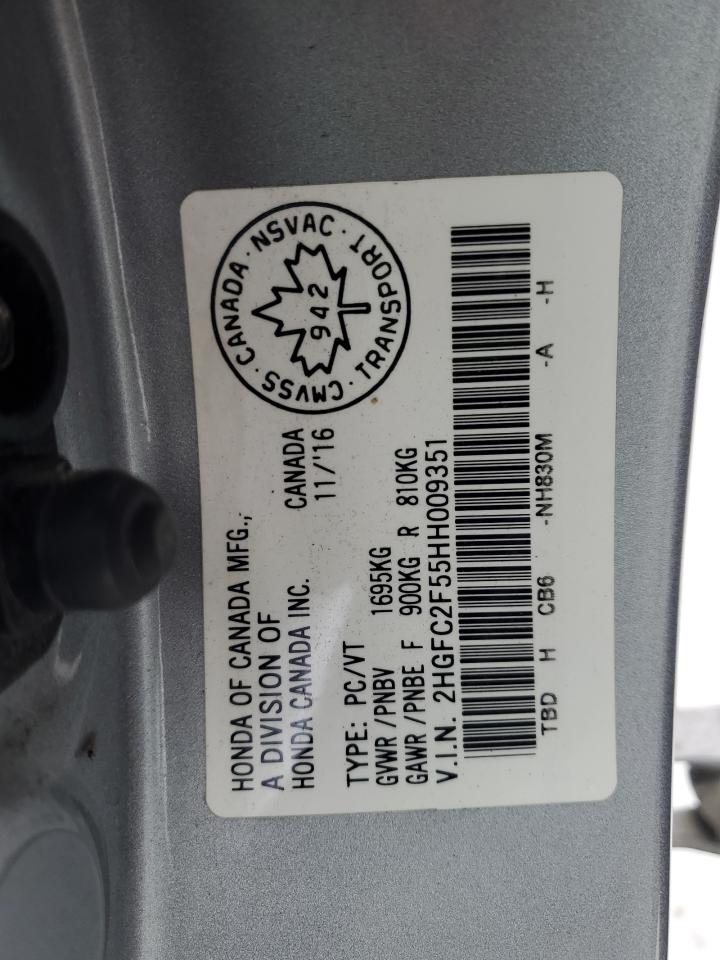 HONDA OF CANADA MFG.,
A DIVISION OF
HONDA CANADA INC.
CANADA
11/'16
CMVSS · CANADA · NSVAC · TRANSPORT ·
942
TYPE: PC/VT
GVWR /PNBV 1695KG
GAWR /PNBE F 900KG R 810KG
V.I.N. 2HGFC2F55HH009351
TBD H CB6 -NH830M -A -H